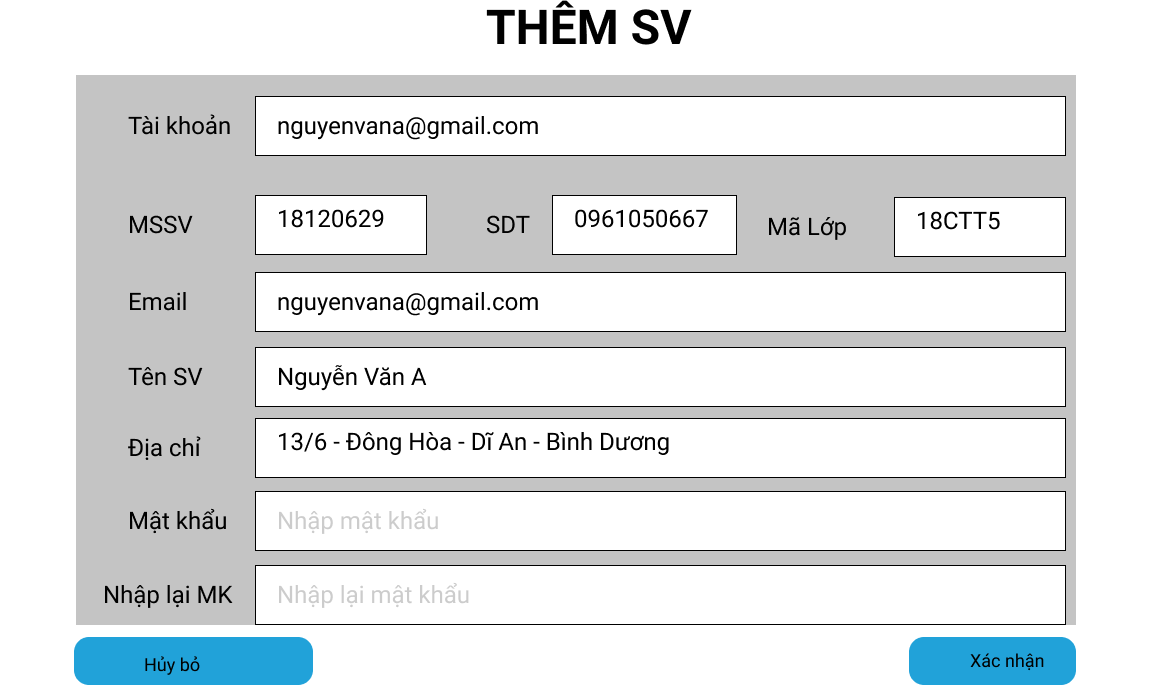 THÊM SV
Tài khoản nguyenvana@gmail.com
MSSV 18120629 SDT 0961050667 Mã Lớp 18CTT5
Email nguyenvana@gmail.com
Tên SV Nguyễn Văn A
Địa chỉ 13/6 - Đông Hòa - Dĩ An - Bình Dương
Mật khẩu Nhập mật khẩu
Nhập lại MK Nhập lại mật khẩu
Hủy bỏ Xác nhận